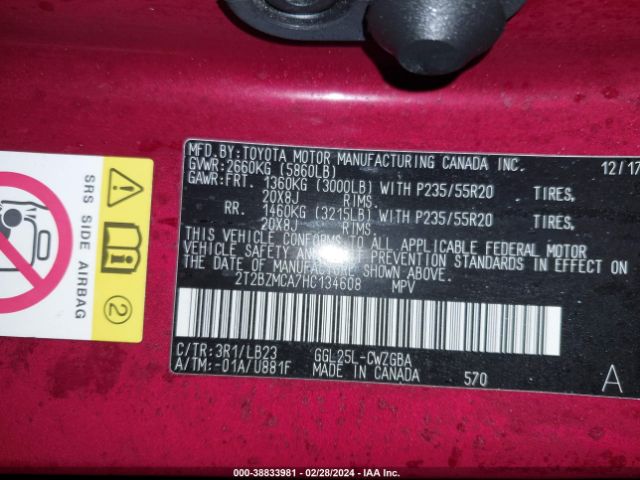 MFD.BY:TOYOTA MOTOR MANUFACTURING CANADA INC. 12/17
GVWR:2660KG (5860LB)
GAWR:FRT. 1360KG (3000LB) WITH P235/55R20 TIRES,
20X8J RIMS.
RR. 1460KG (3215LB) WITH P235/55R20 TIRES,
20X8J RIMS.
THIS VEHICLE CONFORMS TO ALL APPLICABLE FEDERAL MOTOR
VEHICLE SAFETY AND PREVENTION STANDARDS IN EFFECT ON
THE DATE OF MANUFACTURE SHOWN ABOVE.
2T2BZMCA7HC134608 MPV
C/TR:3R1/LB23 GGL25L-CWZGBA
A/TM:-01A/U881F MADE IN CANADA 570 A
SRS SIDE AIRBAG
2
000-38833981 - 02/28/2024 - IAA Inc.